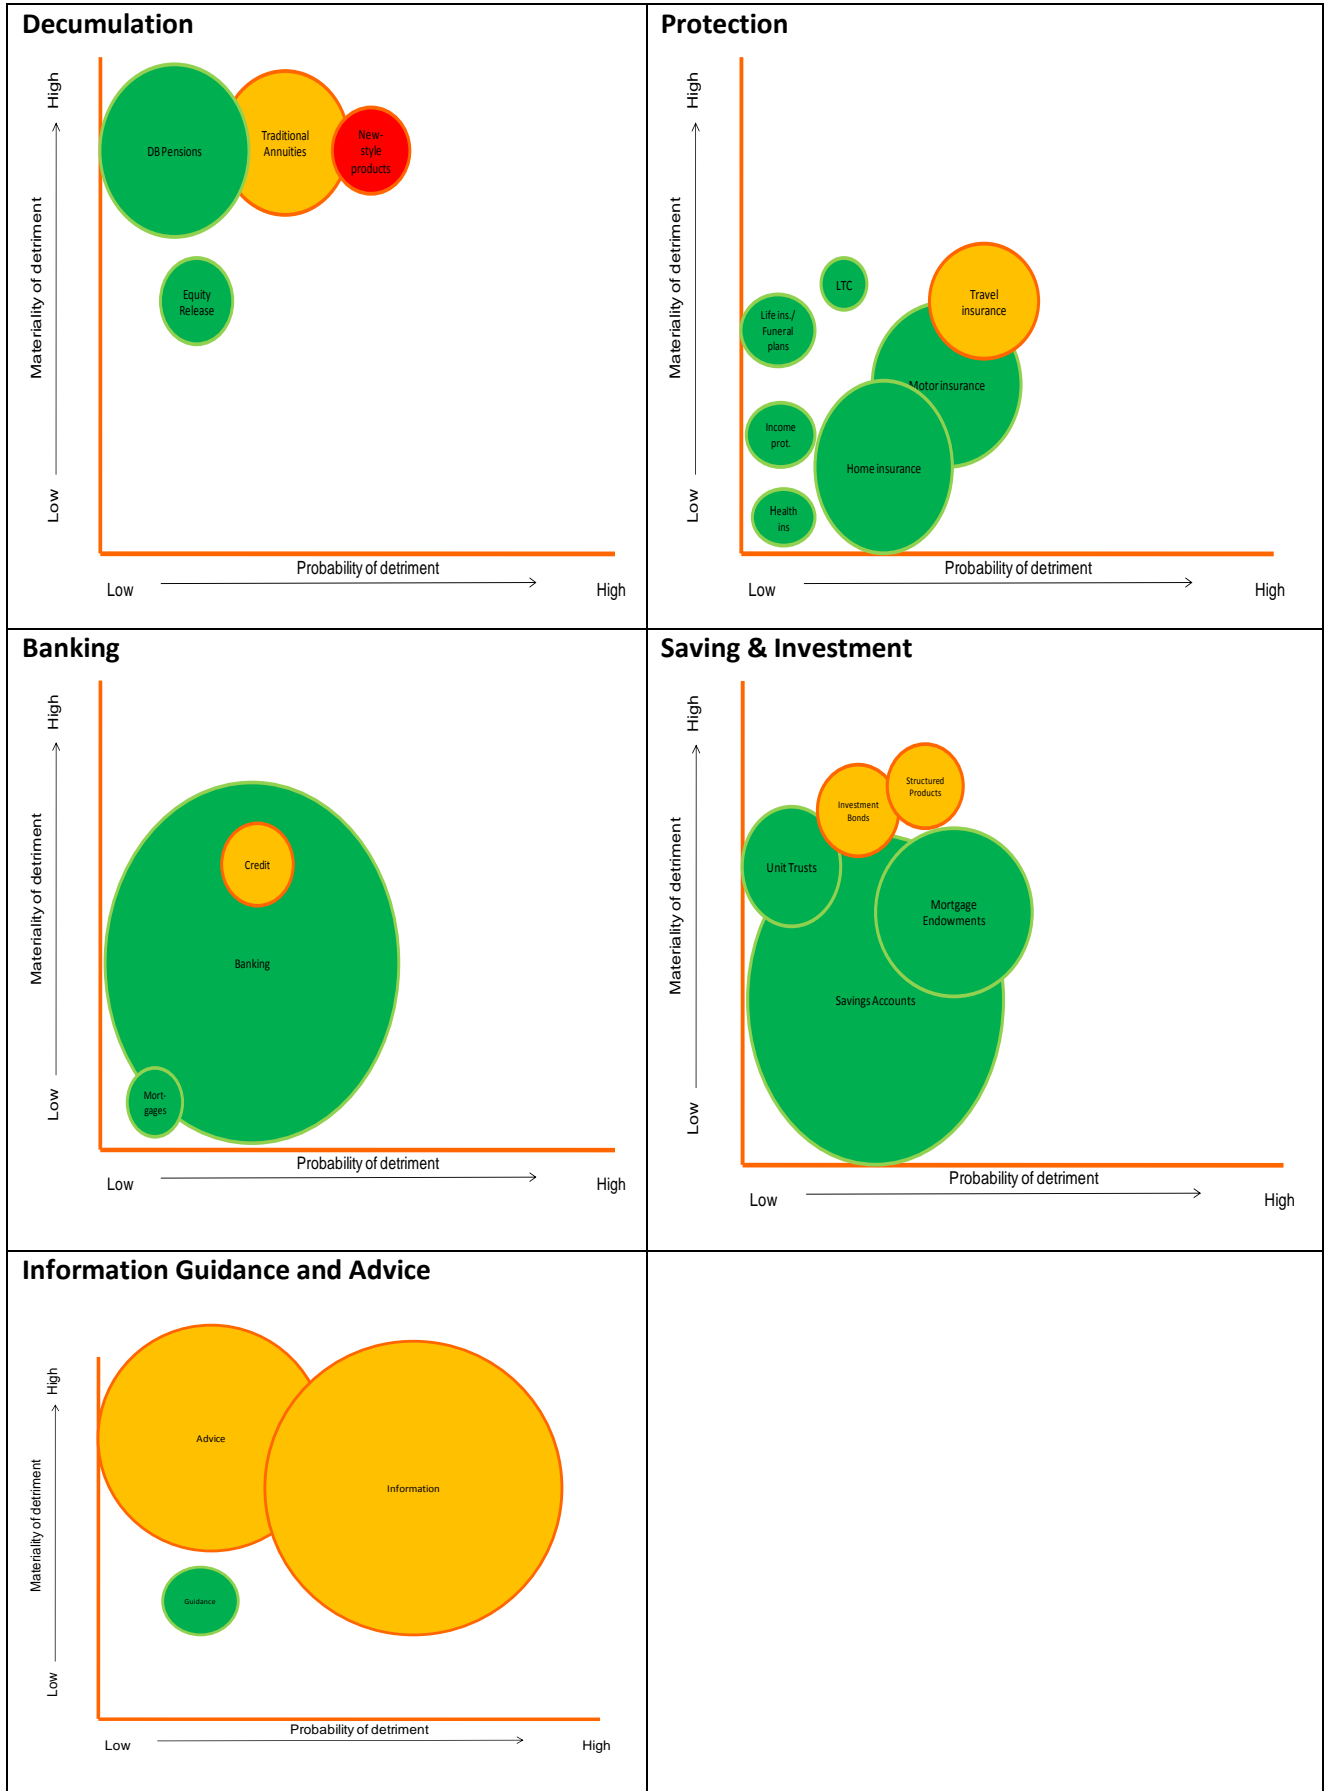 Decumulation
High
Materiality of detriment
Low
DB Pensions
Traditional
Annuities
New-
style
products
Equity
Release
Probability of detriment
Low
High
Protection
High
Materiality of detriment
Low
LTC
Travel
insurance
Life ins./
Funeral
plans
Motor insurance
Income
prot.
Home insurance
Health
ins
Probability of detriment
Low
High
Banking
High
Materiality of detriment
Low
Credit
Banking
Mort-
gages
Probability of detriment
Low
High
Saving & Investment
High
Materiality of detriment
Low
Structured
Products
Investment
Bonds
Unit Trusts
Mortgage
Endowments
Savings Accounts
Probability of detriment
Low
High
Information Guidance and Advice
High
Materiality of detriment
Low
Advice
Information
Guidance
Probability of detriment
Low
High